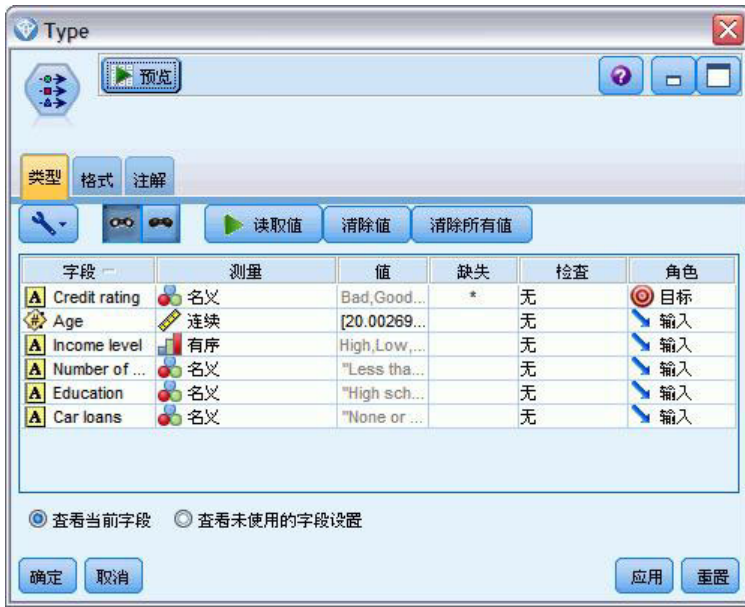 Type
预览
类型 格式 注解
读取值 清除值 清除所有值
字段 测量 值 缺失 检查 角色
Credit rating 名义 Bad,Good... * 无 目标
Age 连续 [20.00269... 无 输入
Income level 有序 High,Low,... 无 输入
Number of ... 名义 "Less tha... 无 输入
Education 名义 "High sch... 无 输入
Car loans 名义 "None or ... 无 输入
查看当前字段 查看未使用的字段设置
确定 取消 应用 重置